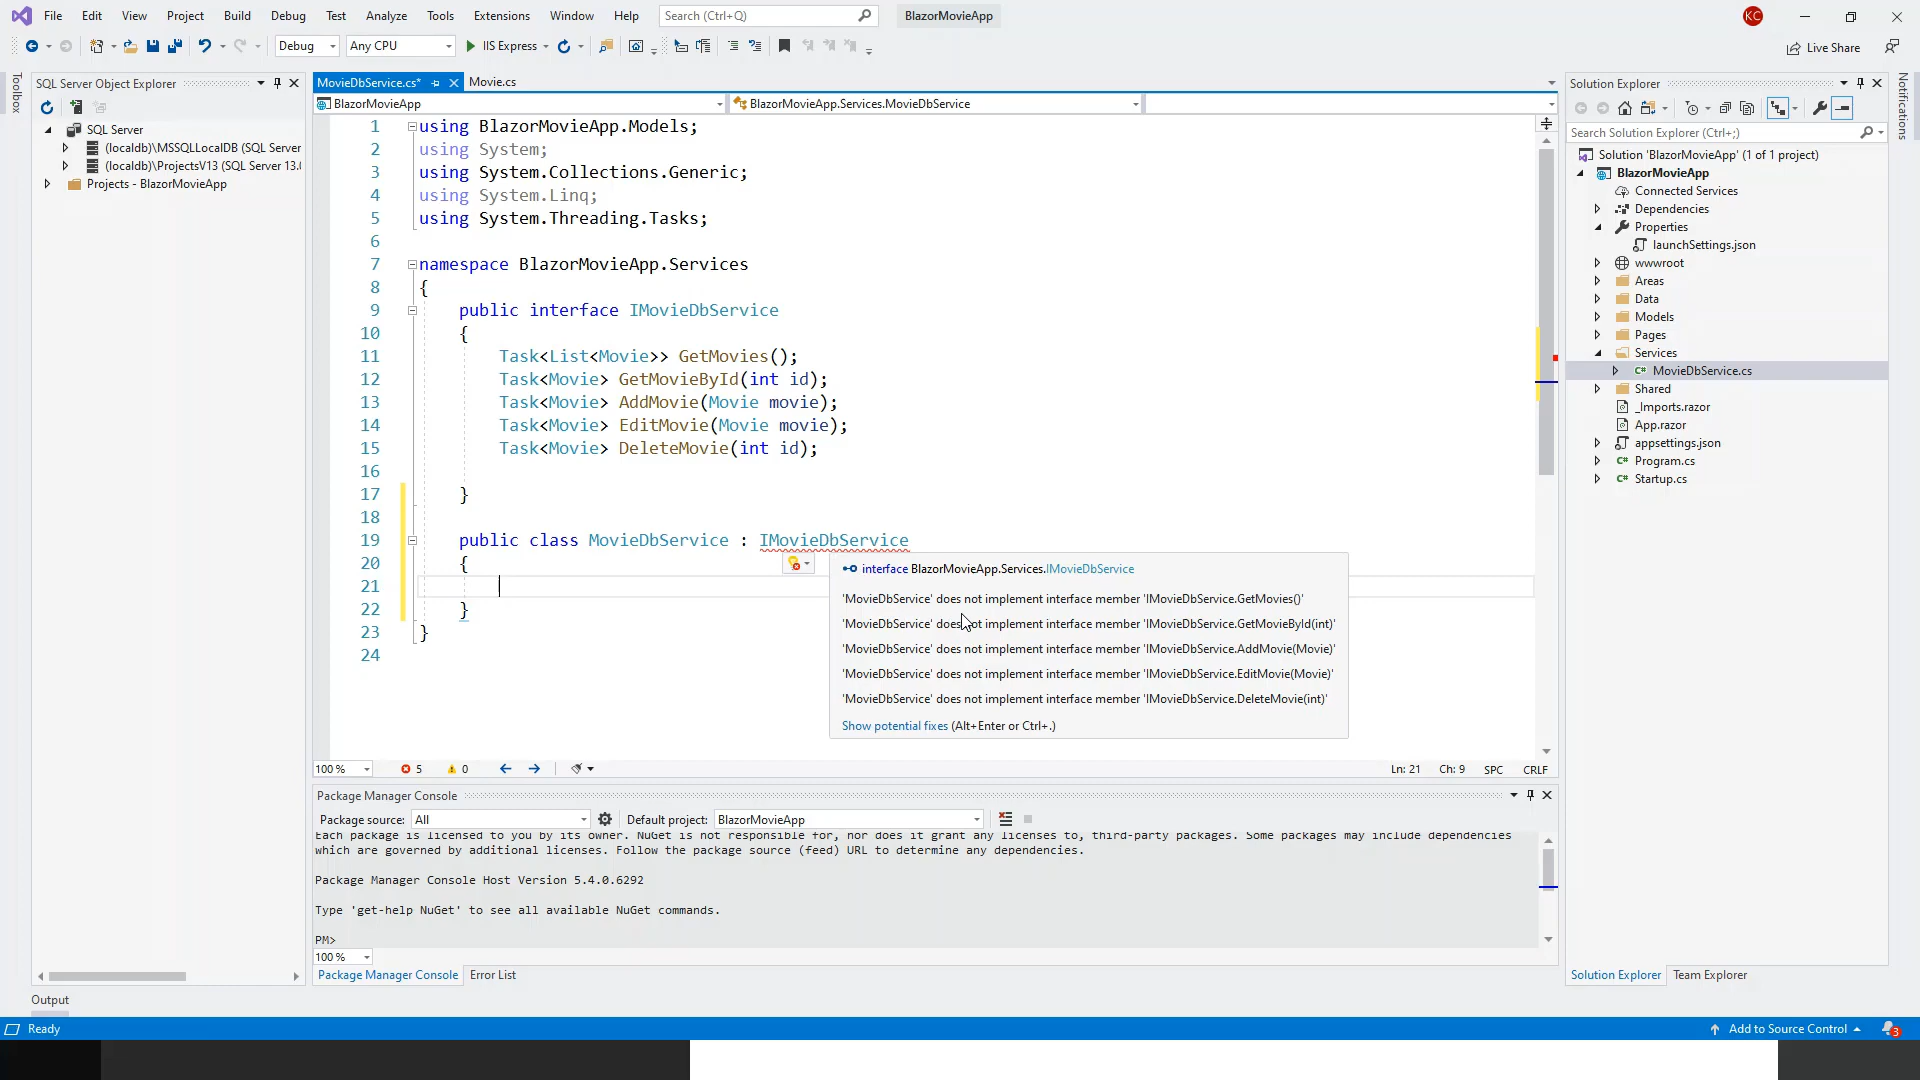 File Edit View Project Build Debug Test Analyze Tools Extensions Window Help Search (Ctrl+Q) BlazorMovieApp KC
Debug Any CPU IIS Express Live Share
Toolbox
SQL Server Object Explorer
SQL Server
(localdb)\MSSQLLocalDB (SQL Server
(localdb)\ProjectsV13 (SQL Server 13.
Projects - BlazorMovieApp
MovieDbService.cs* Movie.cs
BlazorMovieApp BlazorMovieApp.Services.MovieDbService
1 using BlazorMovieApp.Models;
2 using System;
3 using System.Collections.Generic;
4 using System.Linq;
5 using System.Threading.Tasks;
6
7 namespace BlazorMovieApp.Services
8 {
9 public interface IMovieDbService
10 {
11 Task<List<Movie>> GetMovies();
12 Task<Movie> GetMovieById(int id);
13 Task<Movie> AddMovie(Movie movie);
14 Task<Movie> EditMovie(Movie movie);
15 Task<Movie> DeleteMovie(int id);
16
17 }
18
19 public class MovieDbService : IMovieDbService
20 {
21
22 }
23 }
24
interface BlazorMovieApp.Services.IMovieDbService
'MovieDbService' does not implement interface member 'IMovieDbService.GetMovies()'
'MovieDbService' does not implement interface member 'IMovieDbService.GetMovieById(int)'
'MovieDbService' does not implement interface member 'IMovieDbService.AddMovie(Movie)'
'MovieDbService' does not implement interface member 'IMovieDbService.EditMovie(Movie)'
'MovieDbService' does not implement interface member 'IMovieDbService.DeleteMovie(int)'
Show potential fixes (Alt+Enter or Ctrl+.)
100 % 5 0 Ln: 21 Ch: 9 SPC CRLF
Package Manager Console
Package source: All Default project: BlazorMovieApp
Each package is licensed to you by its owner. NuGet is not responsible for, nor does it grant any licenses to, third-party packages. Some packages may include dependencies
which are governed by additional licenses. Follow the package source (feed) URL to determine any dependencies.
Package Manager Console Host Version 5.4.0.6292
Type 'get-help NuGet' to see all available NuGet commands.
PM>
100 %
Package Manager Console Error List
Solution Explorer
Search Solution Explorer (Ctrl+;)
Solution 'BlazorMovieApp' (1 of 1 project)
BlazorMovieApp
Connected Services
Dependencies
Properties
launchSettings.json
wwwroot
Areas
Data
Models
Pages
Services
C# MovieDbService.cs
Shared
_Imports.razor
App.razor
appsettings.json
C# Program.cs
C# Startup.cs
Solution Explorer Team Explorer
Notifications
Output
Ready Add to Source Control 3